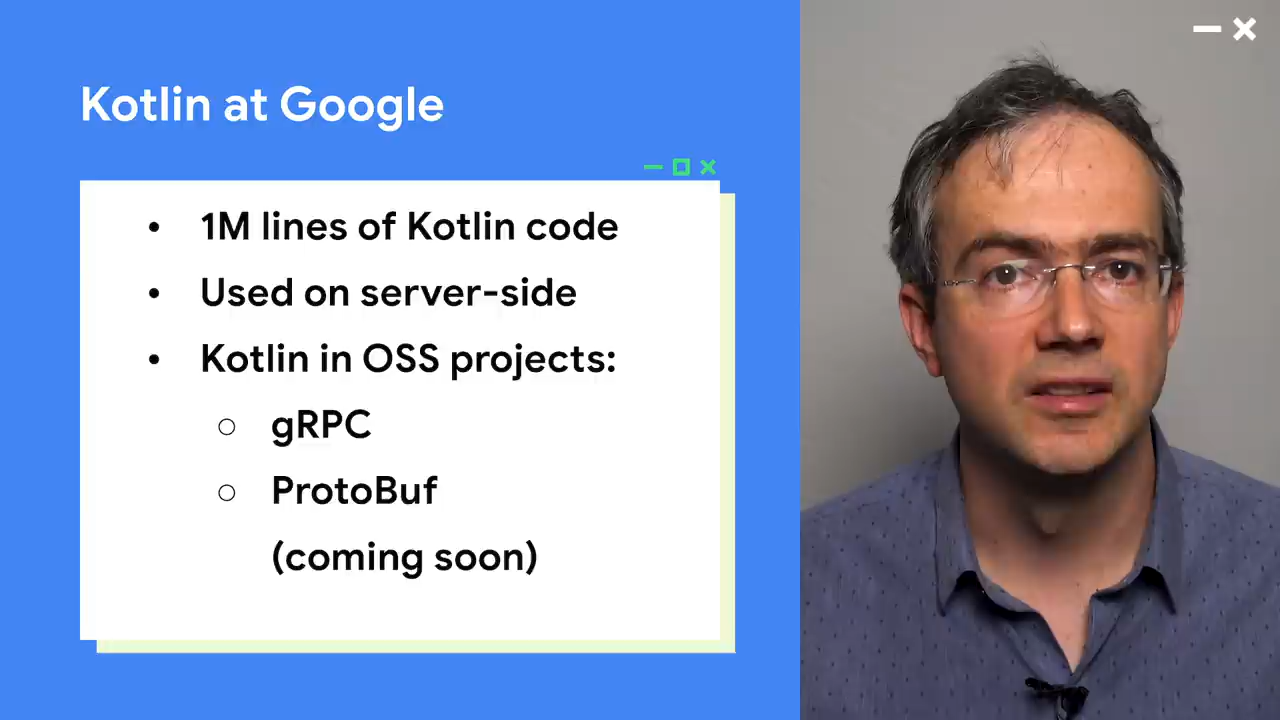 Kotlin at Google
• 1M lines of Kotlin code
• Used on server-side
• Kotlin in OSS projects:
○ gRPC
○ ProtoBuf
(coming soon)